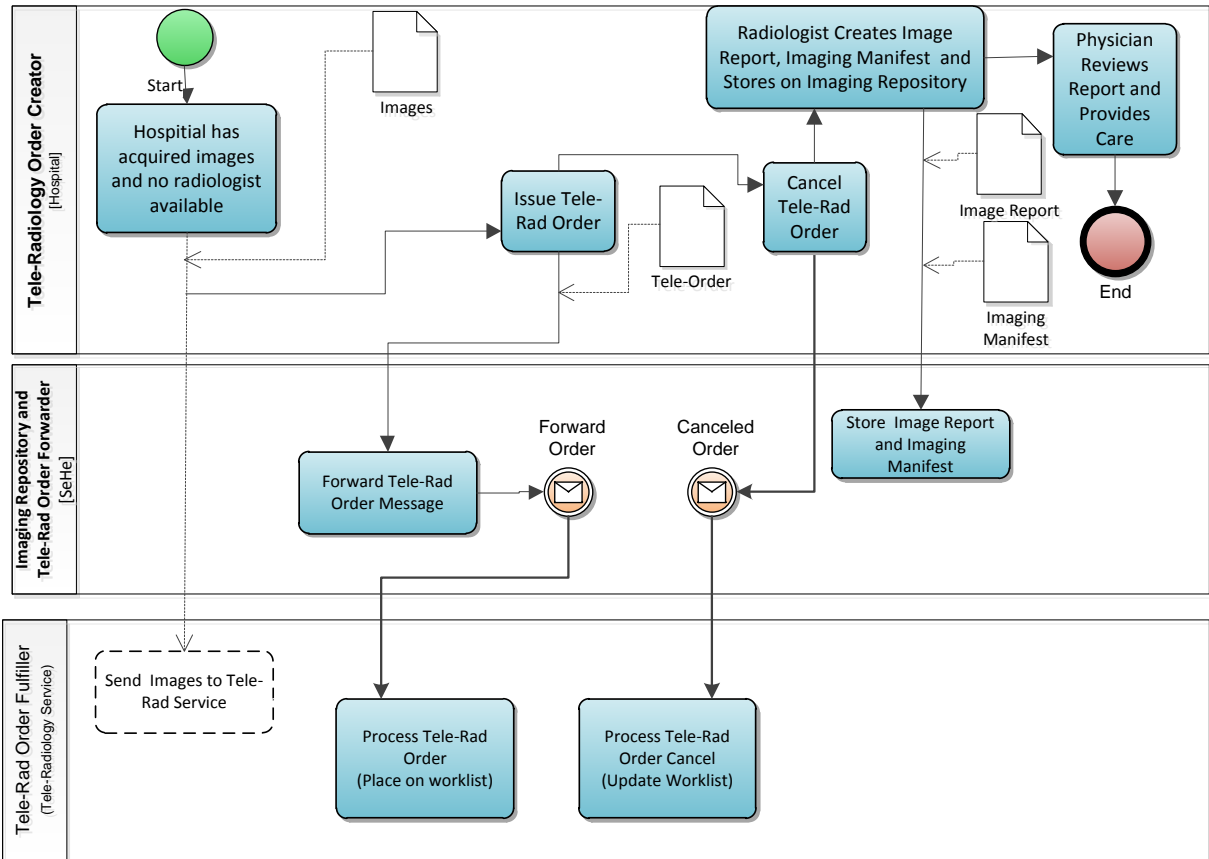 Tele-Radiology Order Creator
[Hospital]
Start
Hospitial has
acquired images
and no radiologist
available
Images
Issue Tele-
Rad Order
Tele-Order
Cancel
Tele-Rad
Order
Radiologist Creates Image
Report, Imaging Manifest and
Stores on Imaging Repository
Image Report
Imaging
Manifest
Physician
Reviews
Report and
Provides
Care
End
Imaging Repository and
Tele-Rad Order Forwarder
[SeHe]
Forward Tele-Rad
Order Message
Forward
Order
Canceled
Order
Store Image Report
and Imaging
Manifest
Tele-Rad Order Fulfiller
(Tele-Radiology Service)
Send Images to Tele-
Rad Service
Process Tele-Rad
Order
(Place on worklist)
Process Tele-Rad
Order Cancel
(Update Worklist)